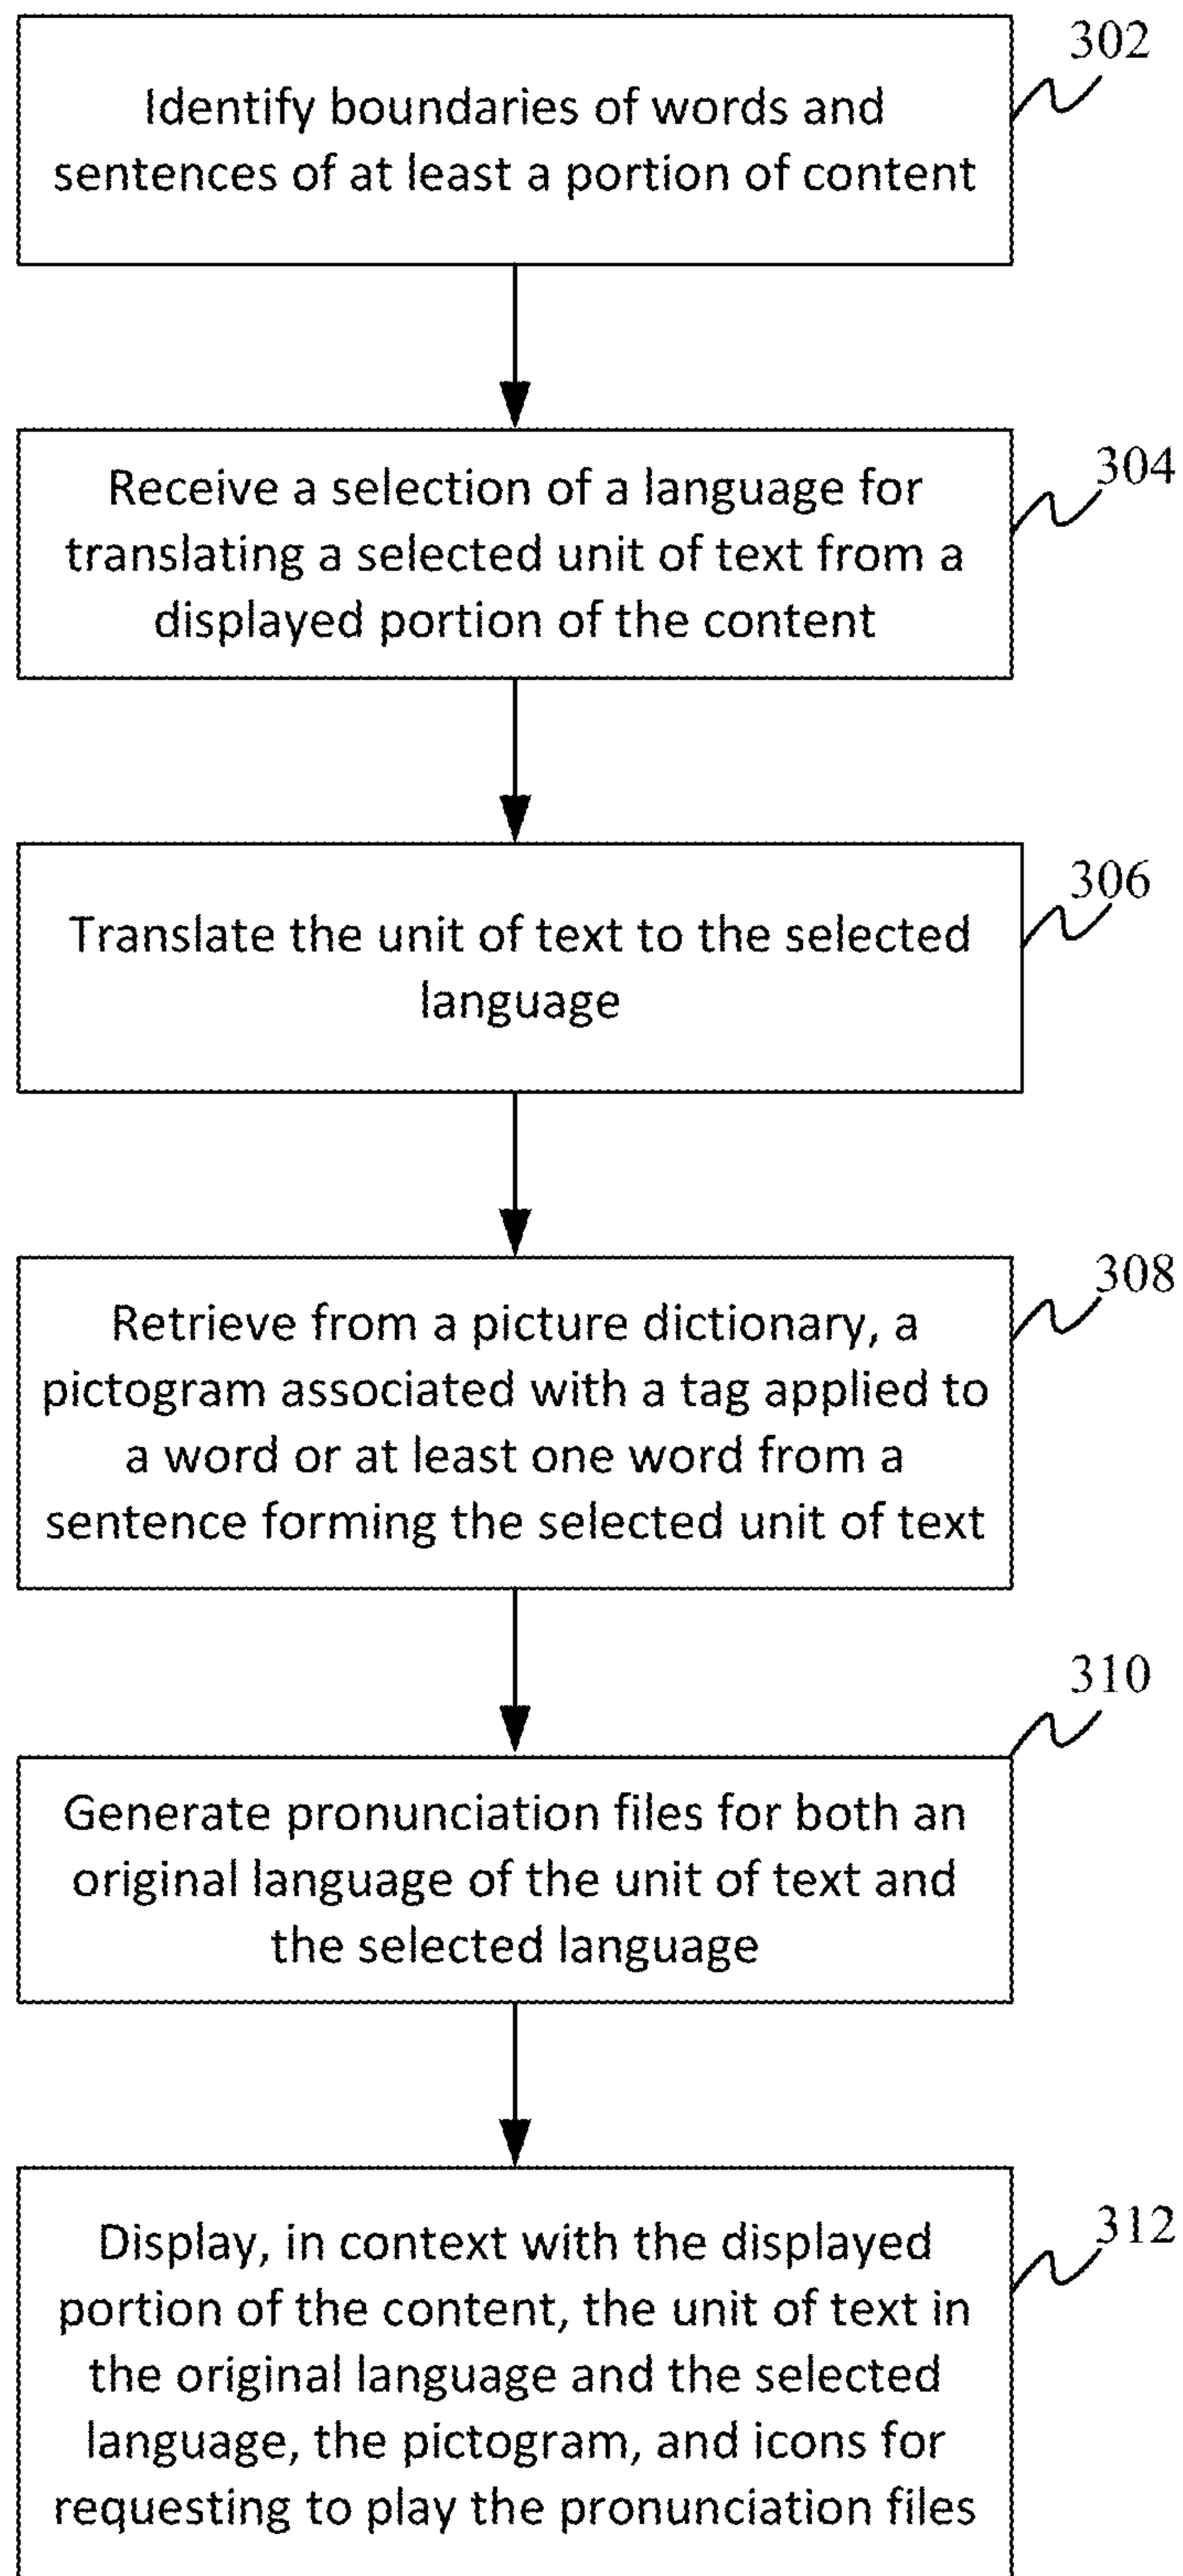 302
Identify boundaries of words and
sentences of at least a portion of content
304
Receive a selection of a language for
translating a selected unit of text from a
displayed portion of the content
306
Translate the unit of text to the selected
language
308
Retrieve from a picture dictionary, a
pictogram associated with a tag applied to
a word or at least one word from a
sentence forming the selected unit of text
310
Generate pronunciation files for both an
original language of the unit of text and
the selected language
312
Display, in context with the displayed
portion of the content, the unit of text in
the original language and the selected
language, the pictogram, and icons for
requesting to play the pronunciation files